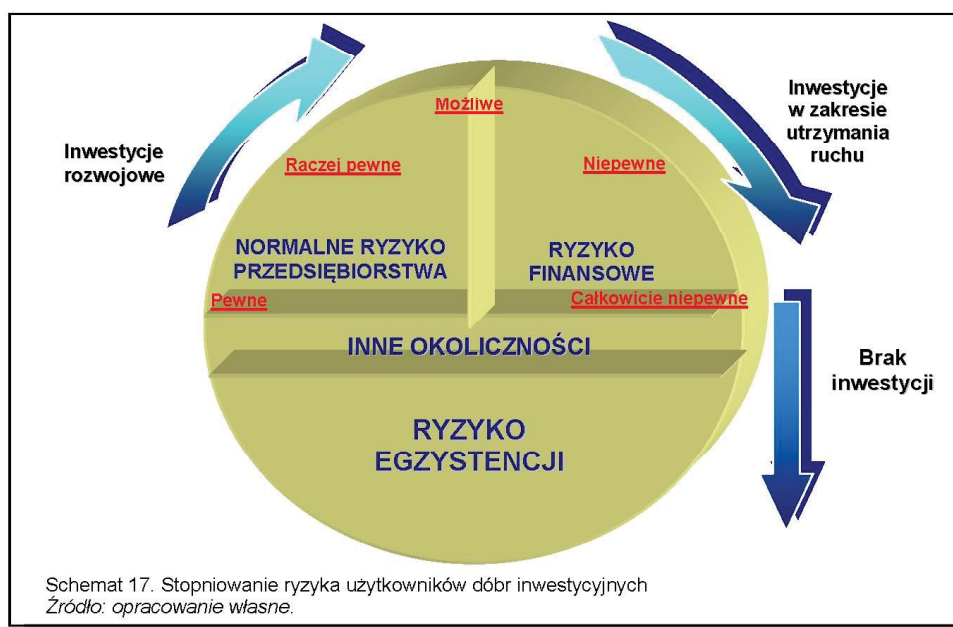 Możliwe
Inwestycje
w zakresie
utrzymania
ruchu
Inwestycje
rozwojowe
Raczej pewne
Niepewne
NORMALNE RYZYKO
PRZEDSIĘBIORSTWA
RYZYKO
FINANSOWE
Pewne
Całkowicie niepewne
INNE OKOLICZNOŚCI
Brak
inwestycji
RYZYKO
EGZYSTENCJI
Schemat 17. Stopniowanie ryzyka użytkowników dóbr inwestycyjnych
Źródło: opracowanie własne.